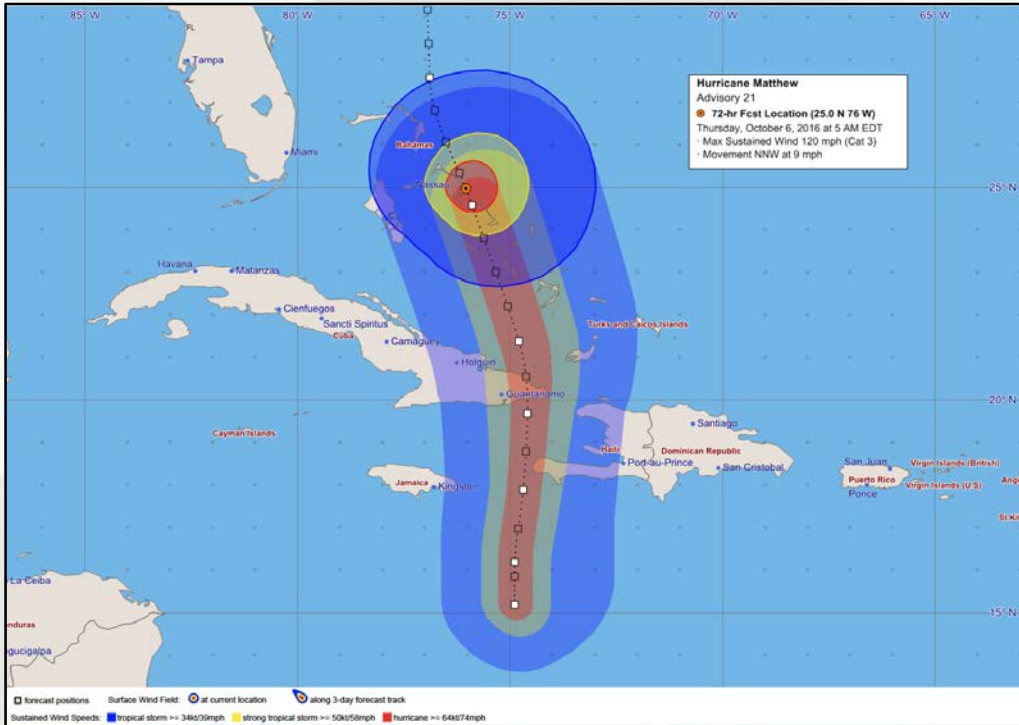 85° W
80° W
75° W
70° W
65° W
FL
Tampa
Miami
Hurricane Matthew
Advisory 21
72-hr Fcst Location (25.0 N 76 W)
Thursday, October 6, 2016 at 5 AM EDT
· Max Sustained Wind 120 mph (Cat 3)
· Movement NNW at 9 mph
Bahamas
Nassau
25° N
Havana
Matanzas
Cienfuegos
Sancti Spiritus
Cuba
Camaguey
Turks and Caicos Islands
Holguin
Guantanamo
20° N
Cayman Islands
Santiago
Haiti
Dominican Republic
Port-au-Prince
San Cristobal
Jamaica
Kingston
San Juan
Virgin Islands (British)
Puerto Rico
Ang
Virgin Islands (U.S)
Ponce
St Kit
La Ceiba
15° N
nduras
egucigalpa
forecast positions Surface Wind Field: at current location along 3-day forecast track
Sustained Wind Speeds: tropical storm >= 34kt/39mph strong tropical storm >= 50kt/58mph hurricane >= 64kt/74mph